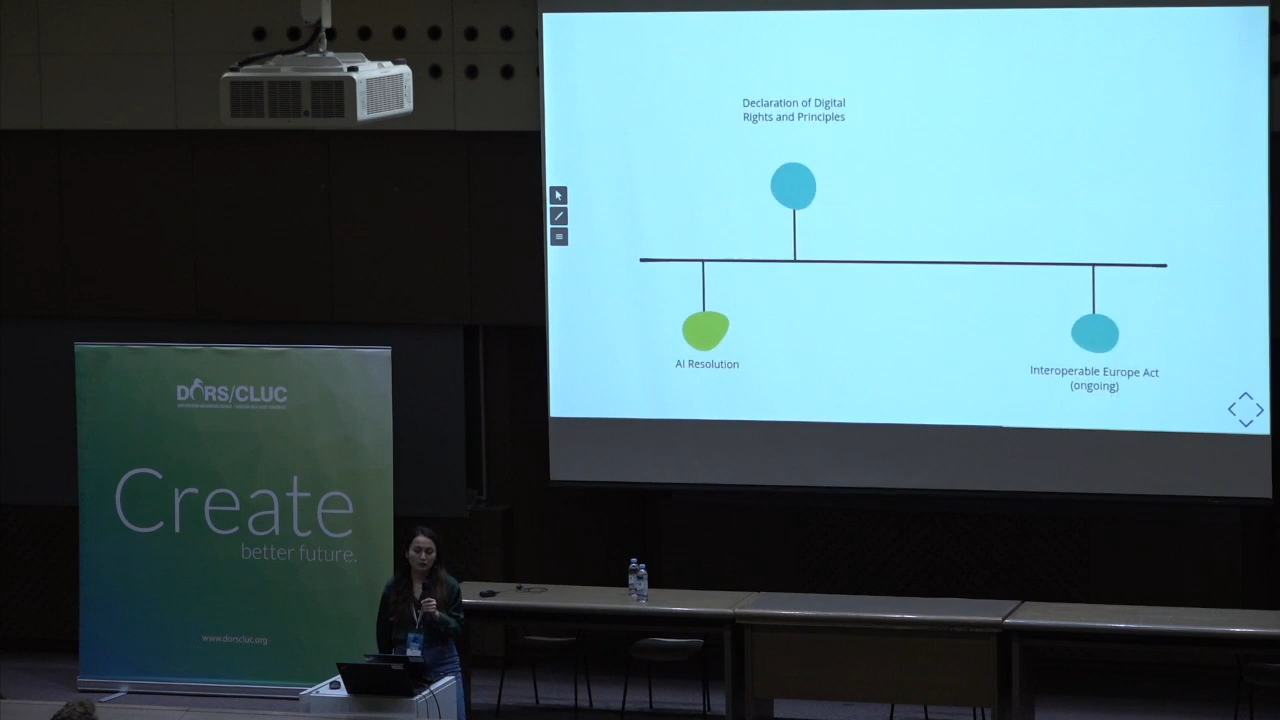 Declaration of Digital
Rights and Principles
AI Resolution
Interoperable Europe Act
(ongoing)
DORS/CLUC
Create
better future.
www.dorscluc.org